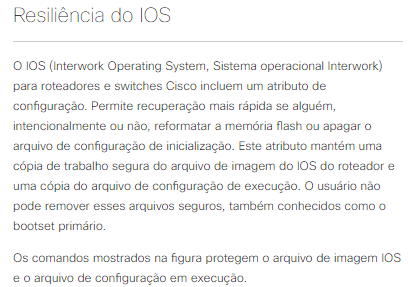 Resiliência do IOS
O IOS (Interwork Operating System, Sistema operacional Interwork)
para roteadores e switches Cisco incluem um atributo de
configuração. Permite recuperação mais rápida se alguém,
intencionalmente ou não, reformatar a memória flash ou apagar o
arquivo de configuração de inicialização. Este atributo mantém uma
cópia de trabalho segura do arquivo de imagem do IOS do roteador e
uma cópia do arquivo de configuração de execução. O usuário não
pode remover esses arquivos seguros, também conhecidos como o
bootset primário.
Os comandos mostrados na figura protegem o arquivo de imagem IOS
e o arquivo de configuração em execução.